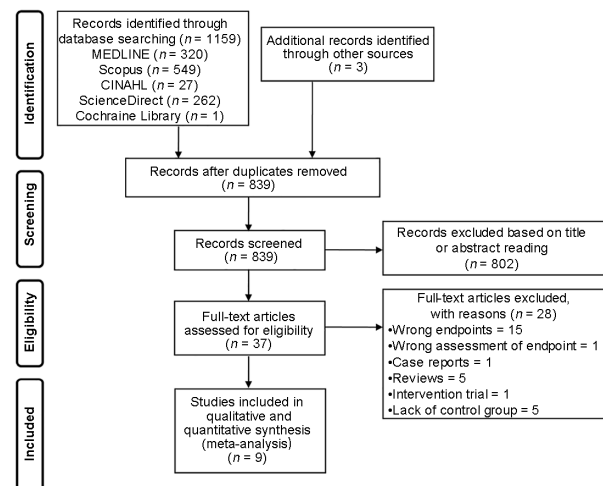 Identification
Records identified through
database searching (n = 1159)
MEDLINE (n = 320)
Scopus (n = 549)
CINAHL (n = 27)
ScienceDirect (n = 262)
Cochraine Library (n = 1)
Additional records identified
through other sources
(n = 3)
Records after duplicates removed
(n = 839)
Screening
Records screened
(n = 839)
Records excluded based on title
or abstract reading
(n = 802)
Eligibility
Full-text articles
assessed for eligibility
(n = 37)
Full-text articles excluded,
with reasons (n = 28)
•Wrong endpoints = 15
•Wrong assessment of endpoint = 1
•Case reports = 1
•Reviews = 5
•Intervention trial = 1
•Lack of control group = 5
Included
Studies included in
qualitative and
quantitative synthesis
(meta-analysis)
(n = 9)